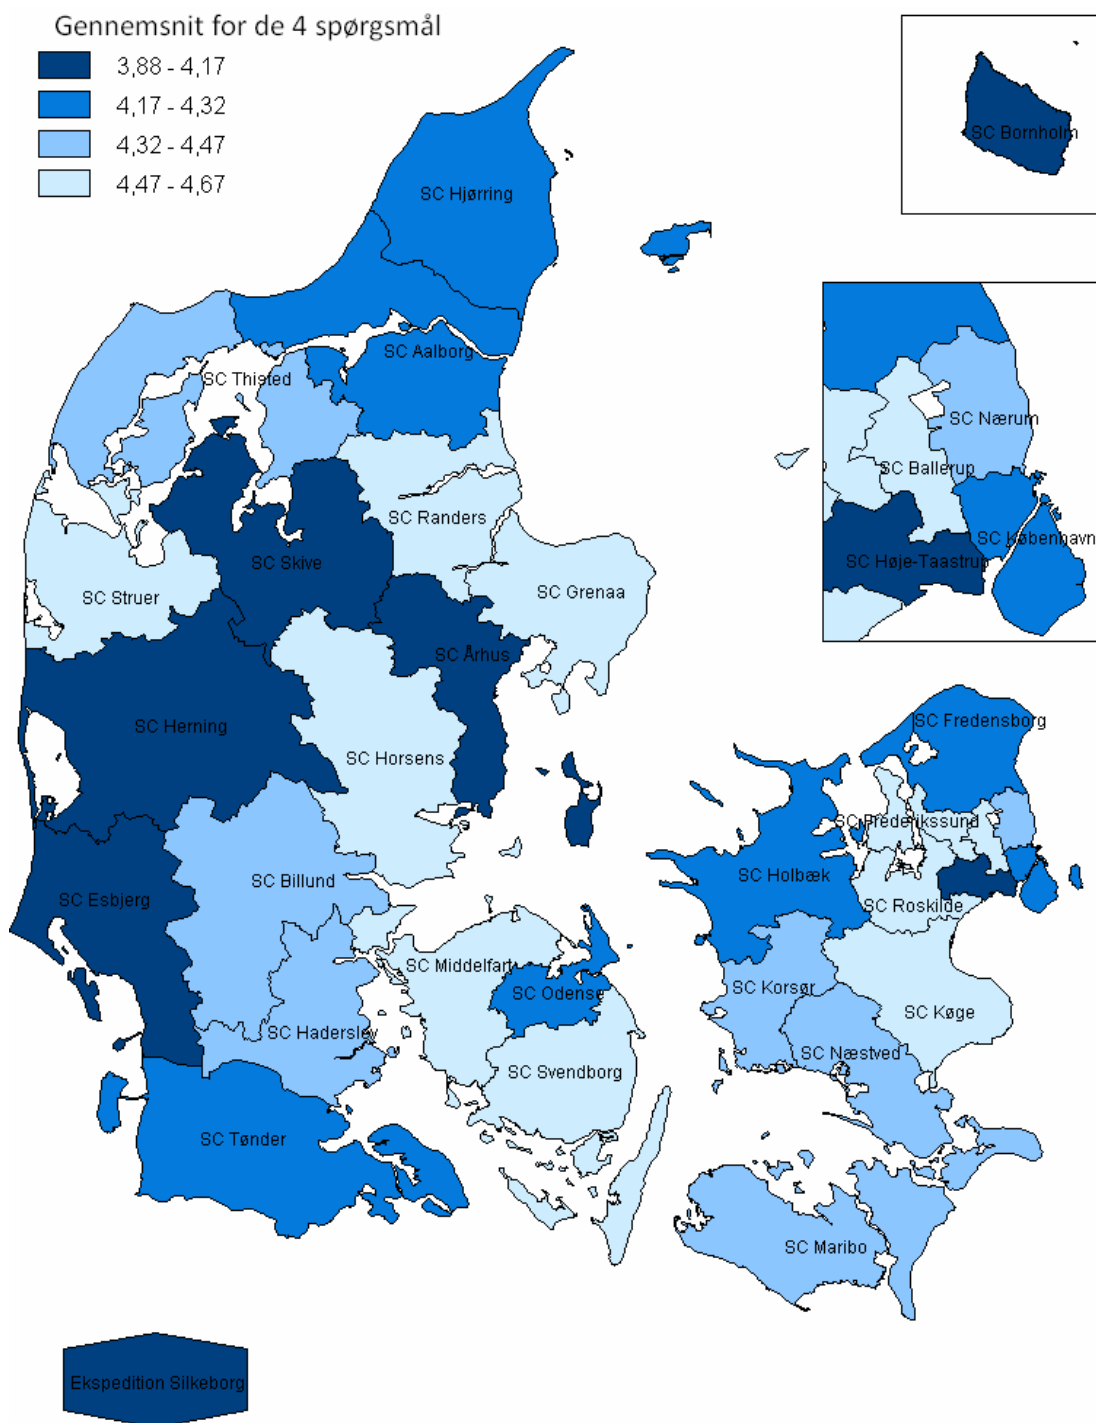 Gennemsnit for de 4 spørgsmål
3,88 - 4,17
4,17 - 4,32
4,32 - 4,47
4,47 - 4,67
SC Bornholm
SC Hjørring
SC Aalborg
SC Thisted
SC Nærum
SC Ballerup
SC København
SC Høje-Taastrup
SC Randers
SC Skive
SC Grenaa
SC Struer
SC Århus
SC Herning
SC Horsens
SC Fredensborg
SC Frederikssund
SC Holbæk
SC Billund
SC Esbjerg
SC Roskilde
SC Middelfart
SC Odense
SC Korsør
SC Køge
SC Haderslev
SC Næstved
SC Svendborg
SC Tønder
SC Maribo
Ekspedition Silkeborg